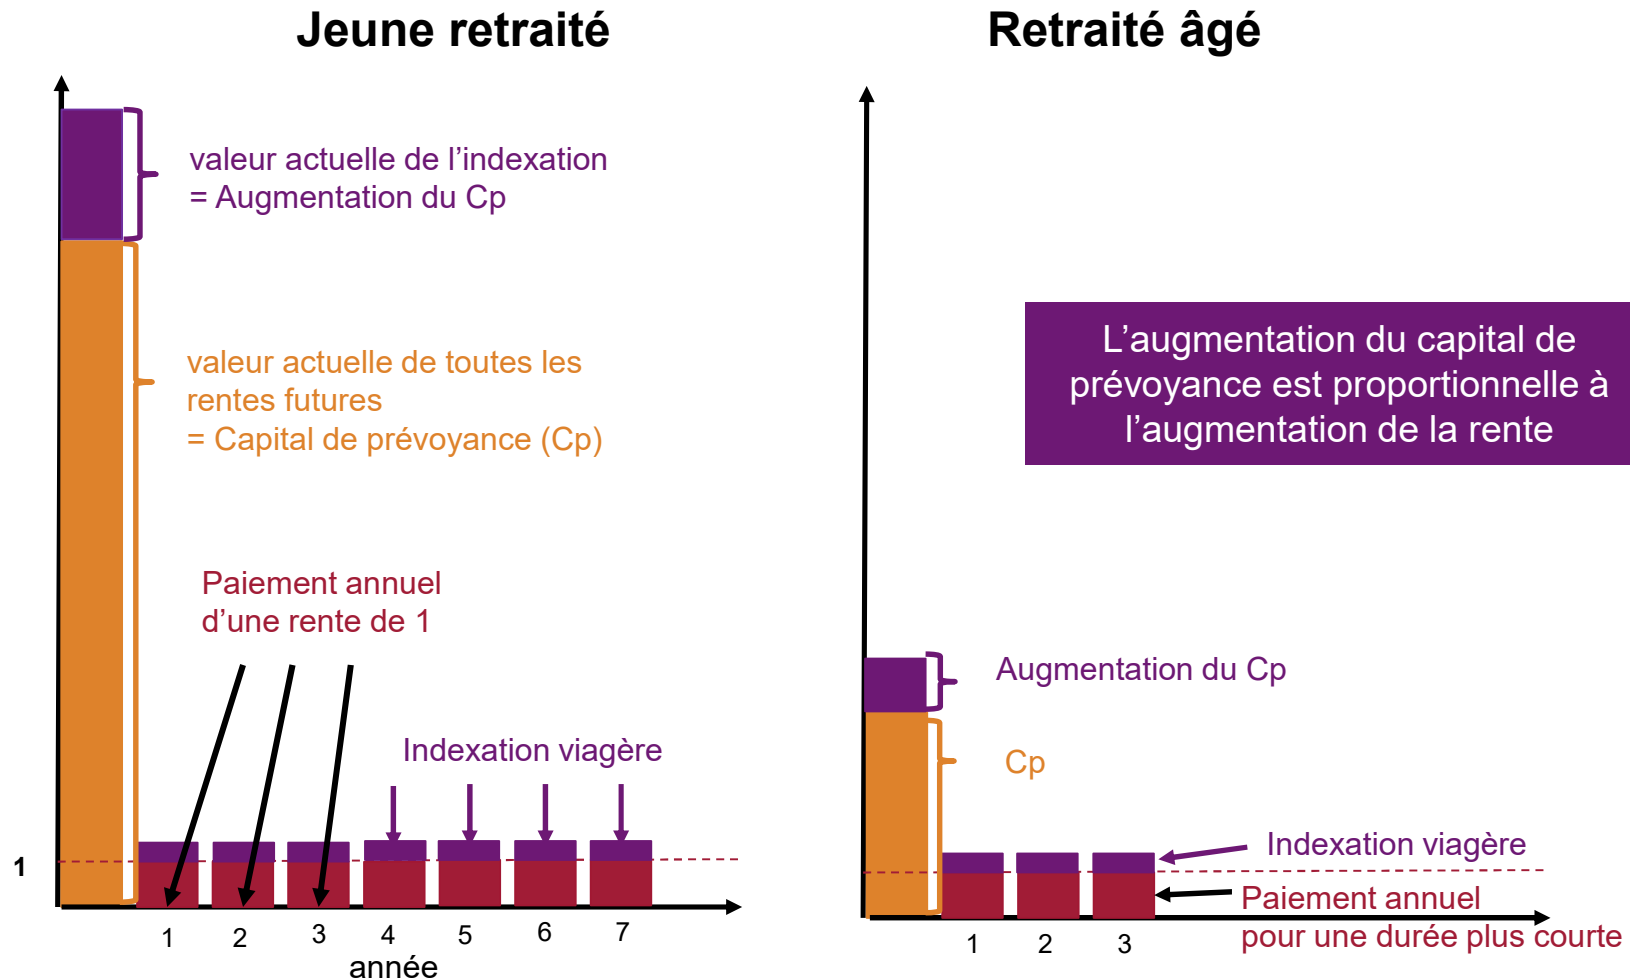 Jeune retraité
valeur actuelle de l’indexation
= Augmentation du Cp
valeur actuelle de toutes les
rentes futures
= Capital de prévoyance (Cp)
Paiement annuel
d’une rente de 1
Indexation viagère
1
1 2 3 4 5 6 7
année
Retraité âgé
L’augmentation du capital de
prévoyance est proportionnelle à
l’augmentation de la rente
Augmentation du Cp
Cp
Indexation viagère
Paiement annuel
pour une durée plus courte
1 2 3